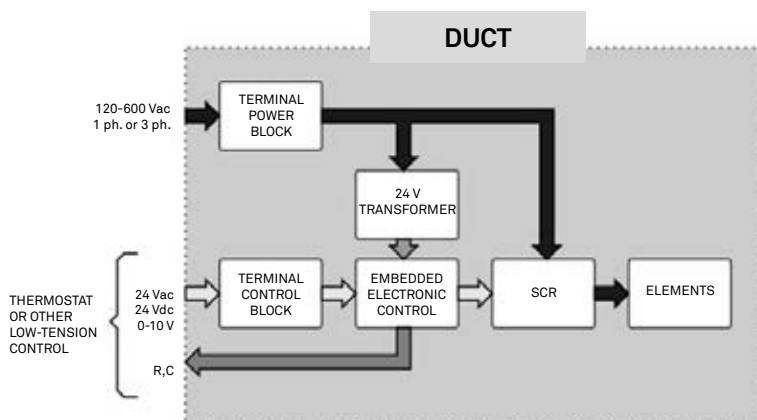 DUCT
120-600 Vac
1 ph. or 3 ph.
TERMINAL
POWER
BLOCK
24 V
TRANSFORMER
THERMOSTAT
OR OTHER
LOW-TENSION
CONTROL
24 Vac
24 Vdc
0-10 V
R,C
TERMINAL
CONTROL
BLOCK
EMBEDDED
ELECTRONIC
CONTROL
SCR
ELEMENTS